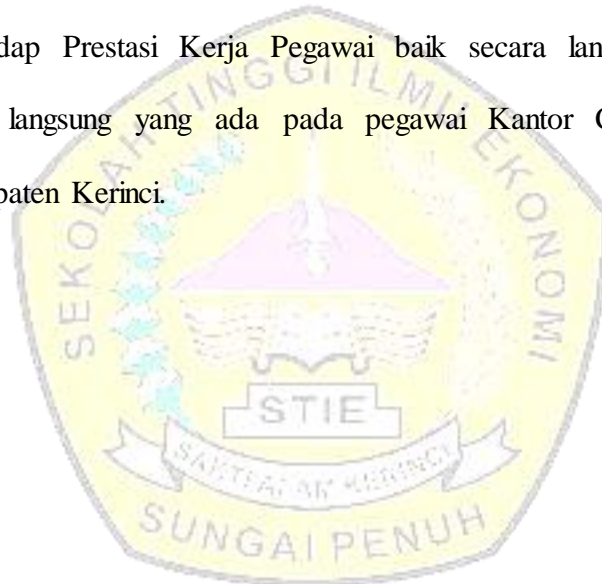 dap Prestasi Kerja Pegawai baik secara lan
langsung yang ada pada pegawai Kantor
paten Kerinci.
SEKOLAH TINGGI ILMU EKONOMI
STIE
SAKTI ALAM KERINCI
SUNGAI PENUH